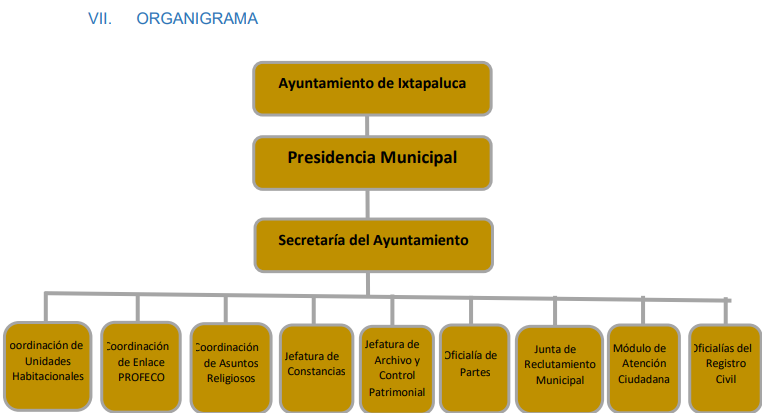 VII. ORGANIGRAMA
Ayuntamiento de Ixtapaluca
Presidencia Municipal
Secretaría del Ayuntamiento
oordinación de
Unidades
Habitacionales
Coordinación
de Enlace
PROFECO
Coordinación
de Asuntos
Religiosos
Jefatura de
Constancias
Jefatura de
Archivo y
Control
Patrimonial
Oficialía de
Partes
Junta de
Reclutamiento
Municipal
Módulo de
Atención
Ciudadana
Oficialías del
Registro
Civil